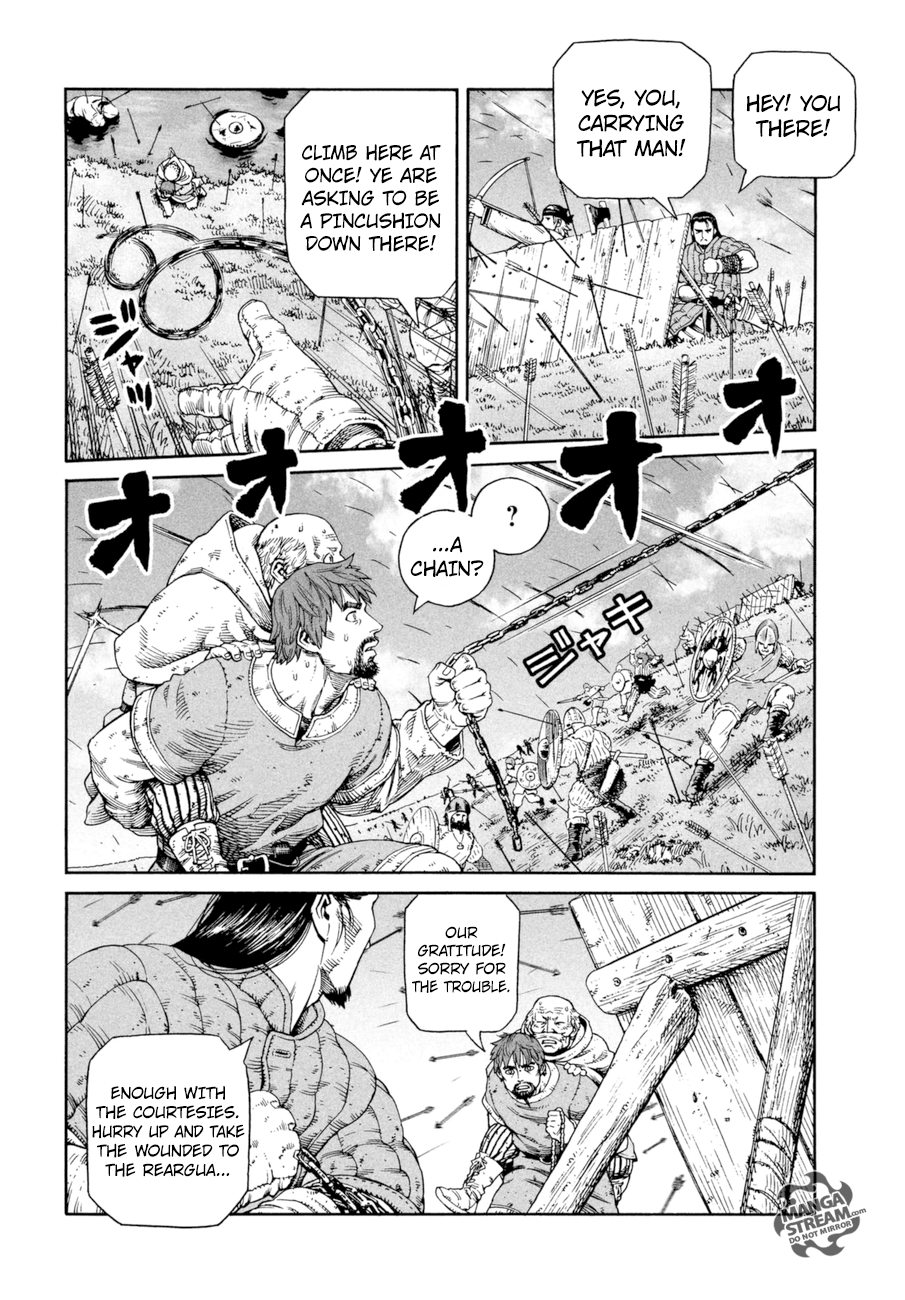 HEY! YOU
THERE!
YES, YOU,
CARRYING
THAT MAN!
CLIMB HERE AT
ONCE! YE ARE
ASKING TO BE
A PINCUSHION
DOWN THERE!
ジャッ
オオオオオ
?
...A
CHAIN?
ジャキ
OUR
GRATITUDE!
SORRY FOR
THE TROUBLE.
ENOUGH WITH
THE COURTESIES.
HURRY UP AND TAKE
THE WOUNDED TO
THE REARGUA...
MANGA
STREAM.com
DO NOT MIRROR